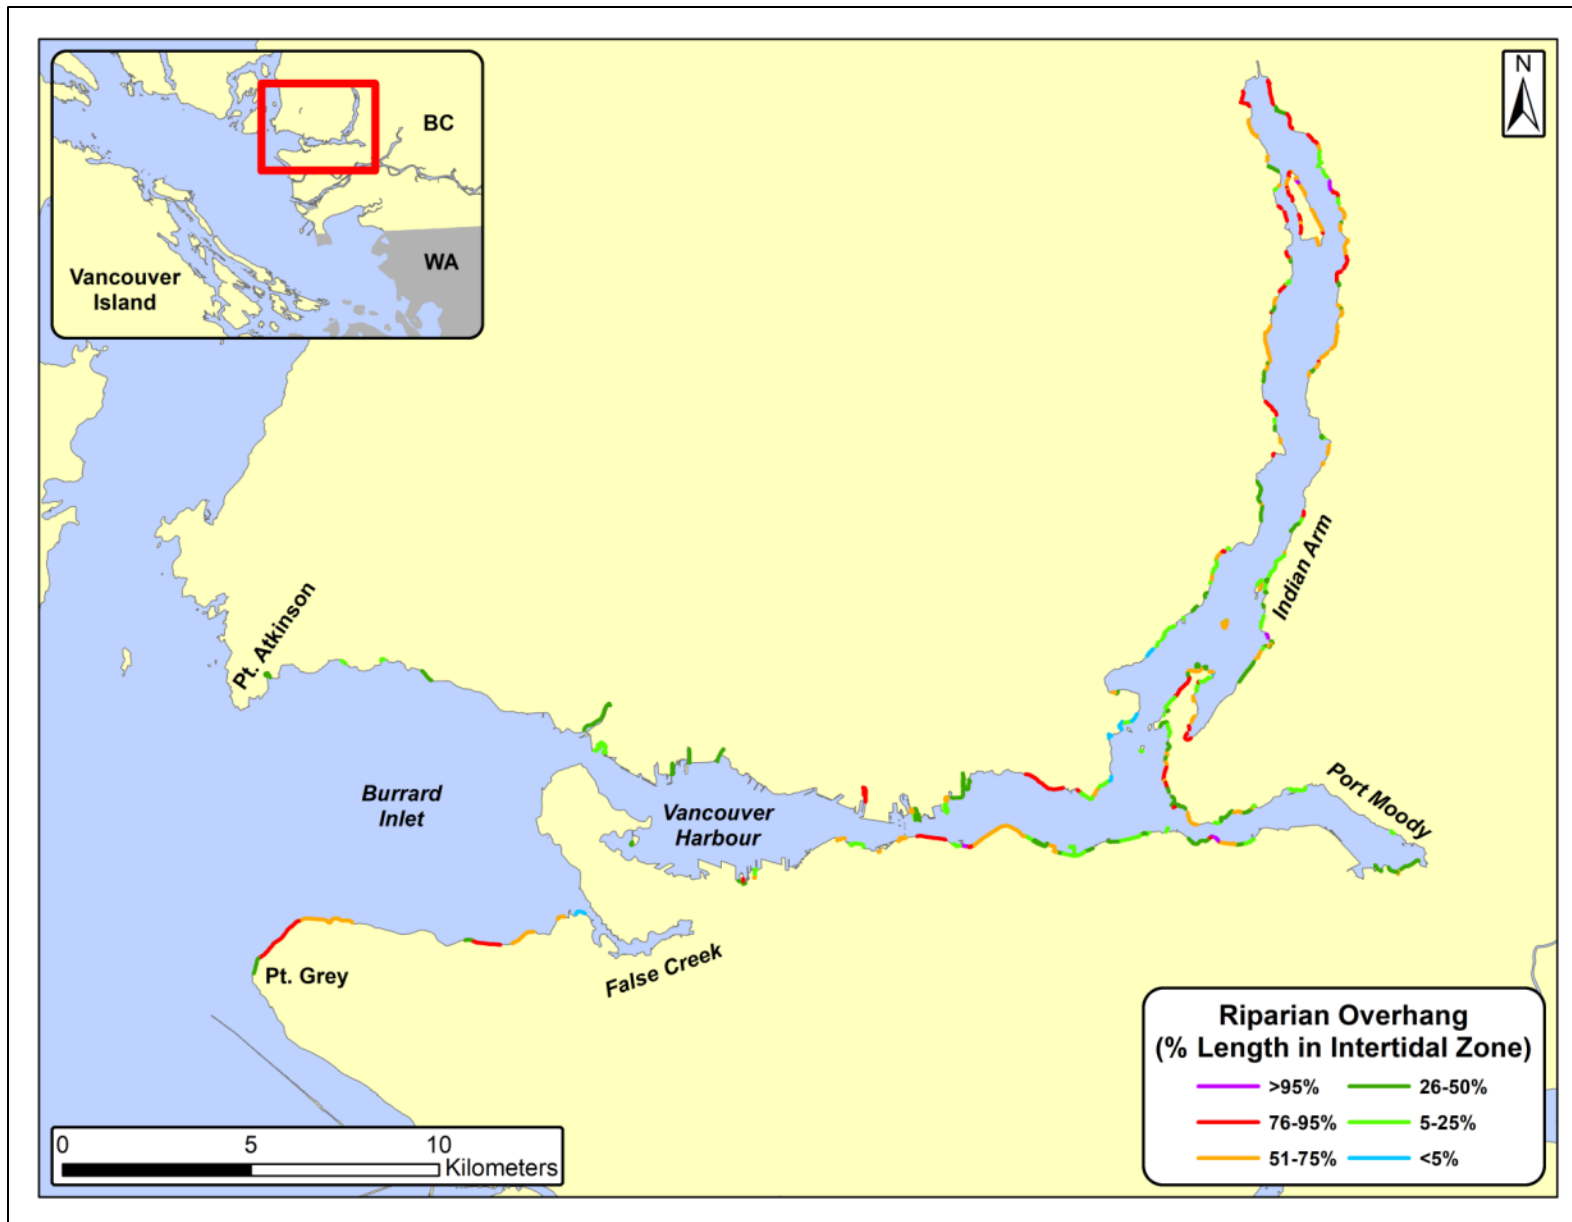 N
BC
WA
Vancouver
Island
Pt. Atkinson
Indian Arm
Burrard
Inlet
Vancouver
Harbour
Port Moody
False Creek
Pt. Grey
Riparian Overhang
(% Length in Intertidal Zone)
>95%
26-50%
76-95%
5-25%
51-75%
<5%
0 5 10
Kilometers